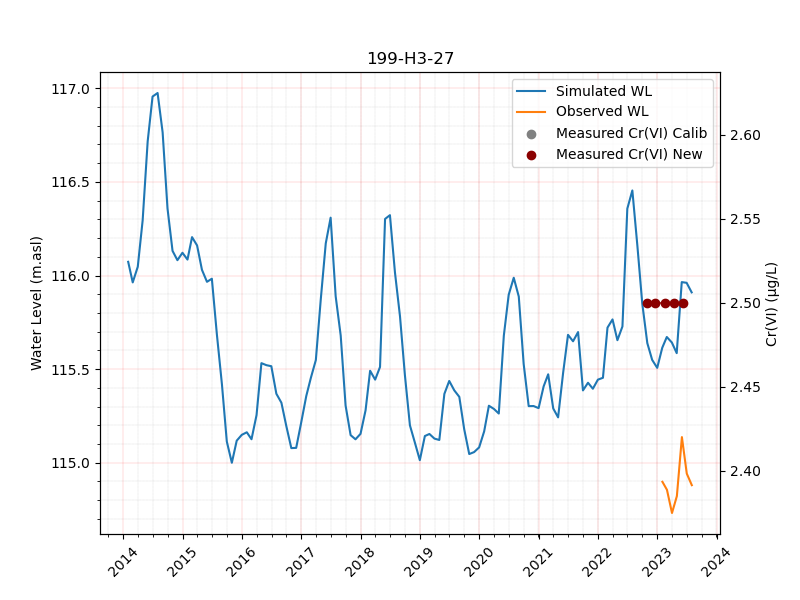 199-H3-27
Simulated WL
Observed WL
Measured Cr(VI) Calib
Measured Cr(VI) New
Water Level (m.asl)
117.0
116.5
116.0
115.5
115.0
Cr(VI) (μg/L)
2.60
2.55
2.50
2.45
2.40
2014 2015 2016 2017 2018 2019 2020 2021 2022 2023 2024